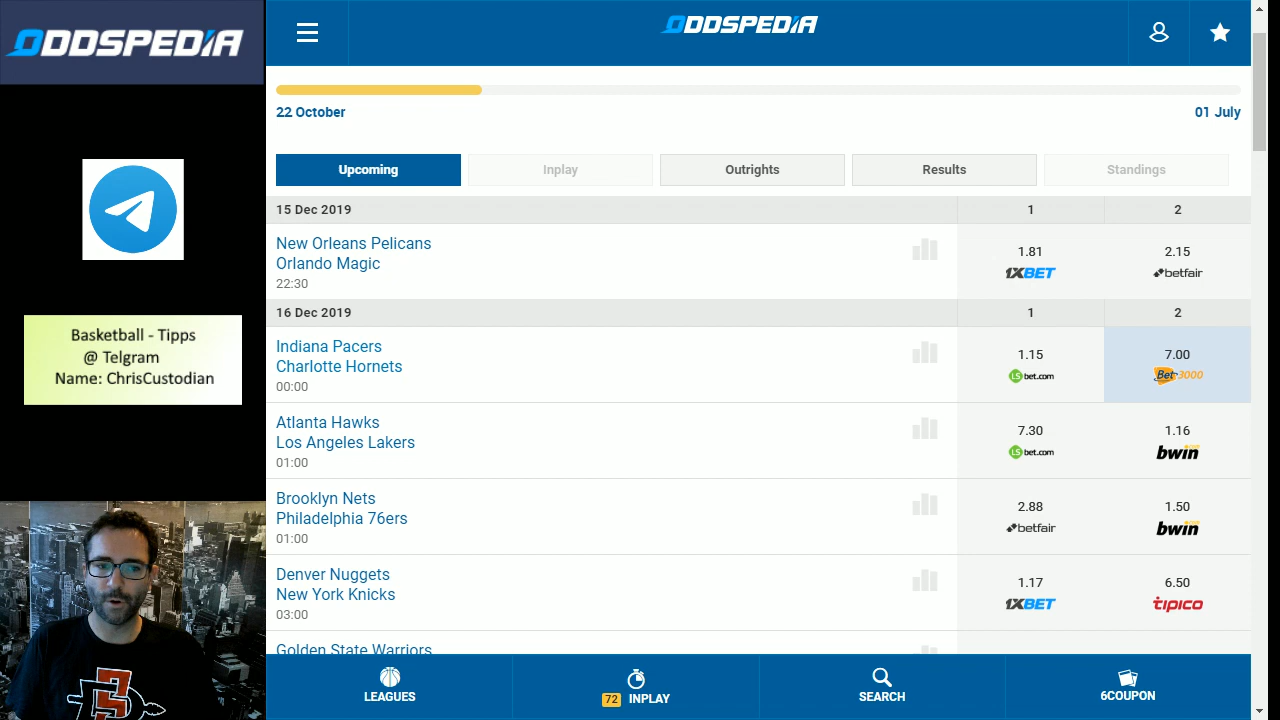 ODDSPEDIA
Basketball - Tipps
@ Telgram
Name: ChrisCustodian
ODDSPEDIA
22 October
01 July
Upcoming
Inplay
Outrights
Results
Standings
15 Dec 2019
1
2
New Orleans Pelicans
Orlando Magic
22:30
1.81
1XBET
2.15
betfair
16 Dec 2019
1
2
Indiana Pacers
Charlotte Hornets
00:00
1.15
LS bet.com
7.00
Bet 3000
Atlanta Hawks
Los Angeles Lakers
01:00
7.30
LS bet.com
1.16
bwin
Brooklyn Nets
Philadelphia 76ers
01:00
2.88
betfair
1.50
bwin
Denver Nuggets
New York Knicks
03:00
1.17
1XBET
6.50
tipico
Golden State Warriors
LEAGUES
72 INPLAY
SEARCH
6COUPON